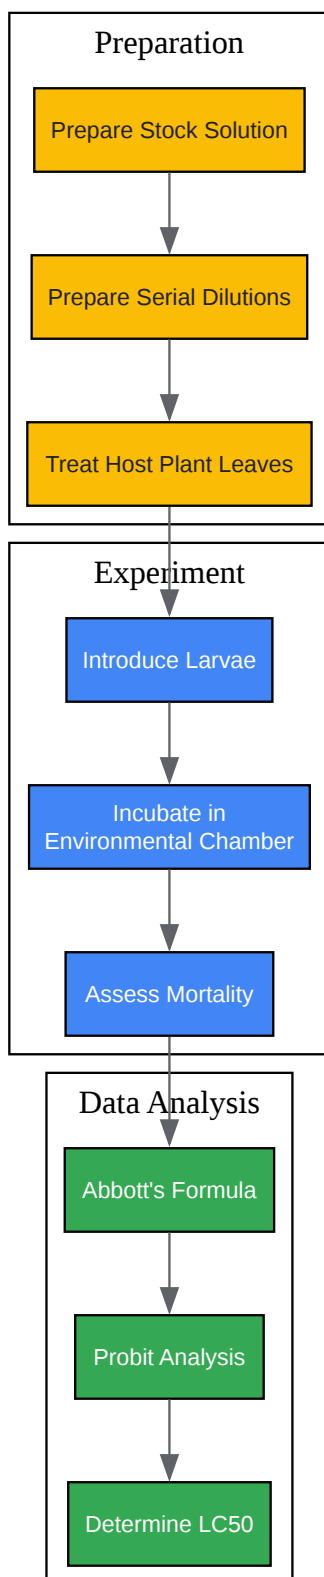 Preparation
Prepare Stock Solution
Prepare Serial Dilutions
Treat Host Plant Leaves
Experiment
Introduce Larvae
Incubate in
Environmental Chamber
Assess Mortality
Data Analysis
Abbott's Formula
Probit Analysis
Determine LC50